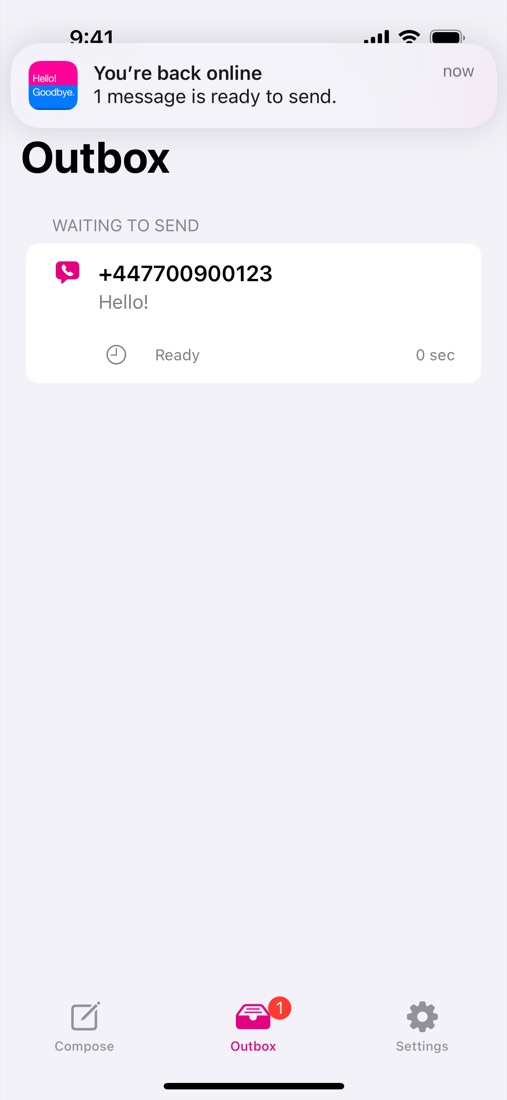 9:41
Hello!
Goodbye.
You're back online
now
1 message is ready to send.
Outbox
WAITING TO SEND
+447700900123
Hello!
Ready
0 sec
1
Compose
Outbox
Settings